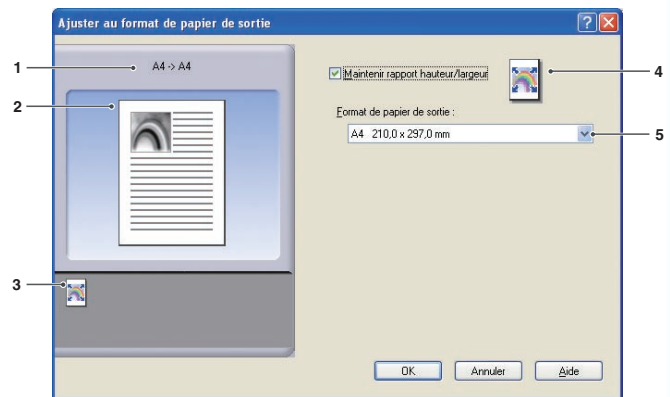 Ajuster au format de papier de sortie
1
A4 -> A4
Maintenir rapport hauteur/largeur
4
2
Format de papier de sortie :
A4 210,0 x 297,0 mm
5
3
OK
Annuler
Aide